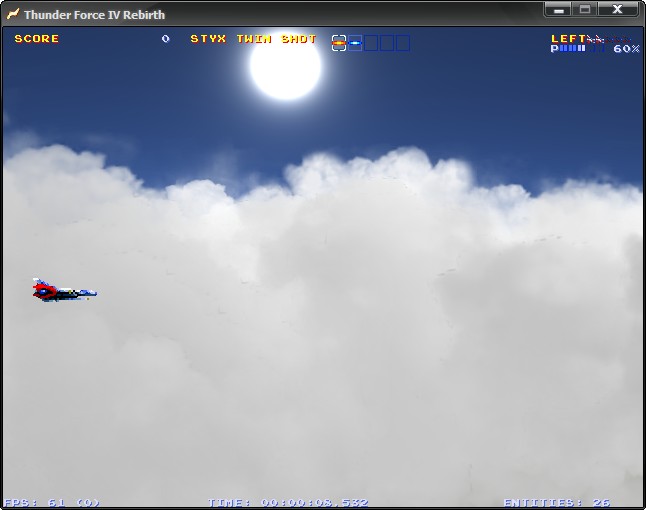 Thunder Force IV Rebirth
SCORE 0 STYX TWIN SHOT LEFT
P 60%
FPS: 61 (0) TIME: 00:00:08.532 ENTITIES: 26